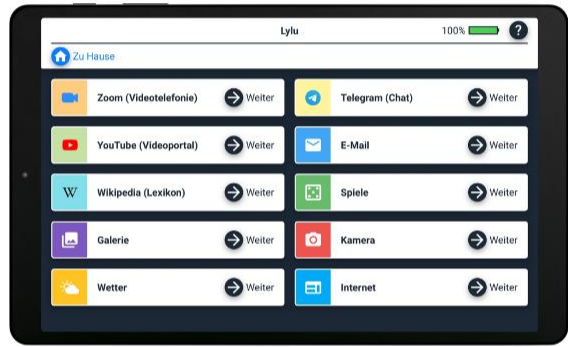 Lylu
100%
?
Zu Hause
Zoom (Videotelefonie) Weiter
Telegram (Chat) Weiter
YouTube (Videoportal) Weiter
E-Mail Weiter
W Wikipedia (Lexikon) Weiter
Spiele Weiter
Galerie Weiter
Kamera Weiter
Wetter Weiter
Internet Weiter